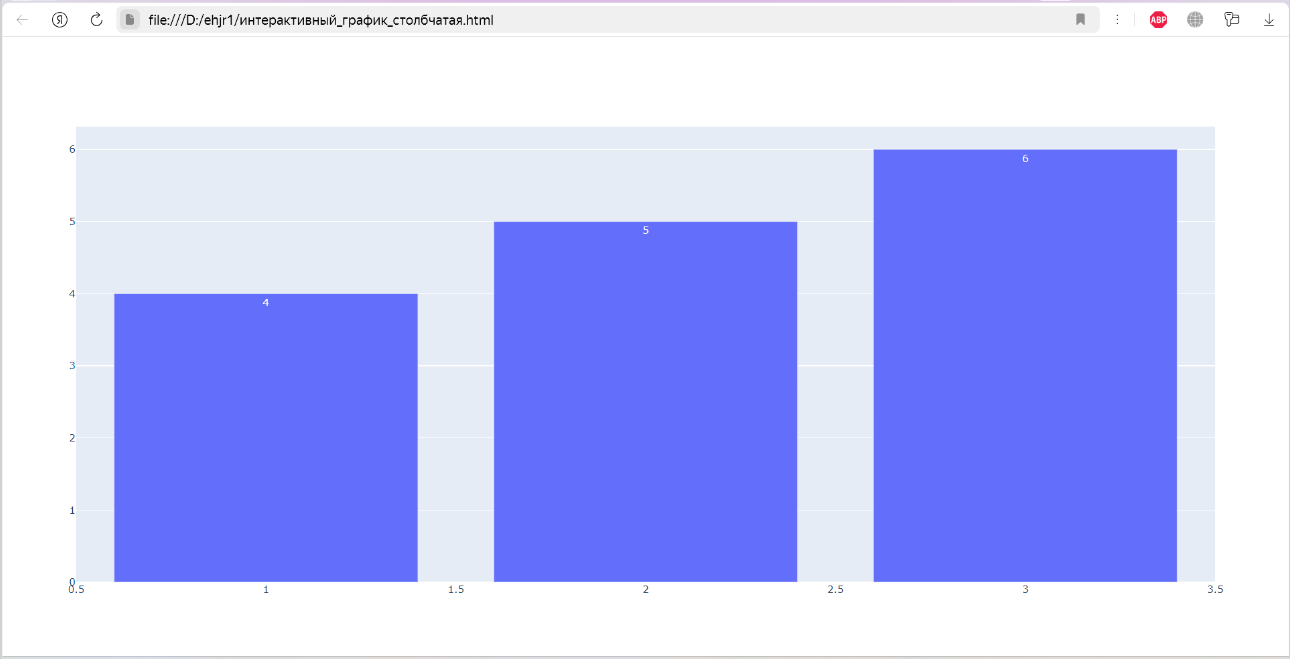 Я
file:///D:/ehjr1/интерактивный_график_столбчатая.html
ABP
6
6
5
5
4
4
3
2
1
0
0.5 1 1.5 2 2.5 3 3.5